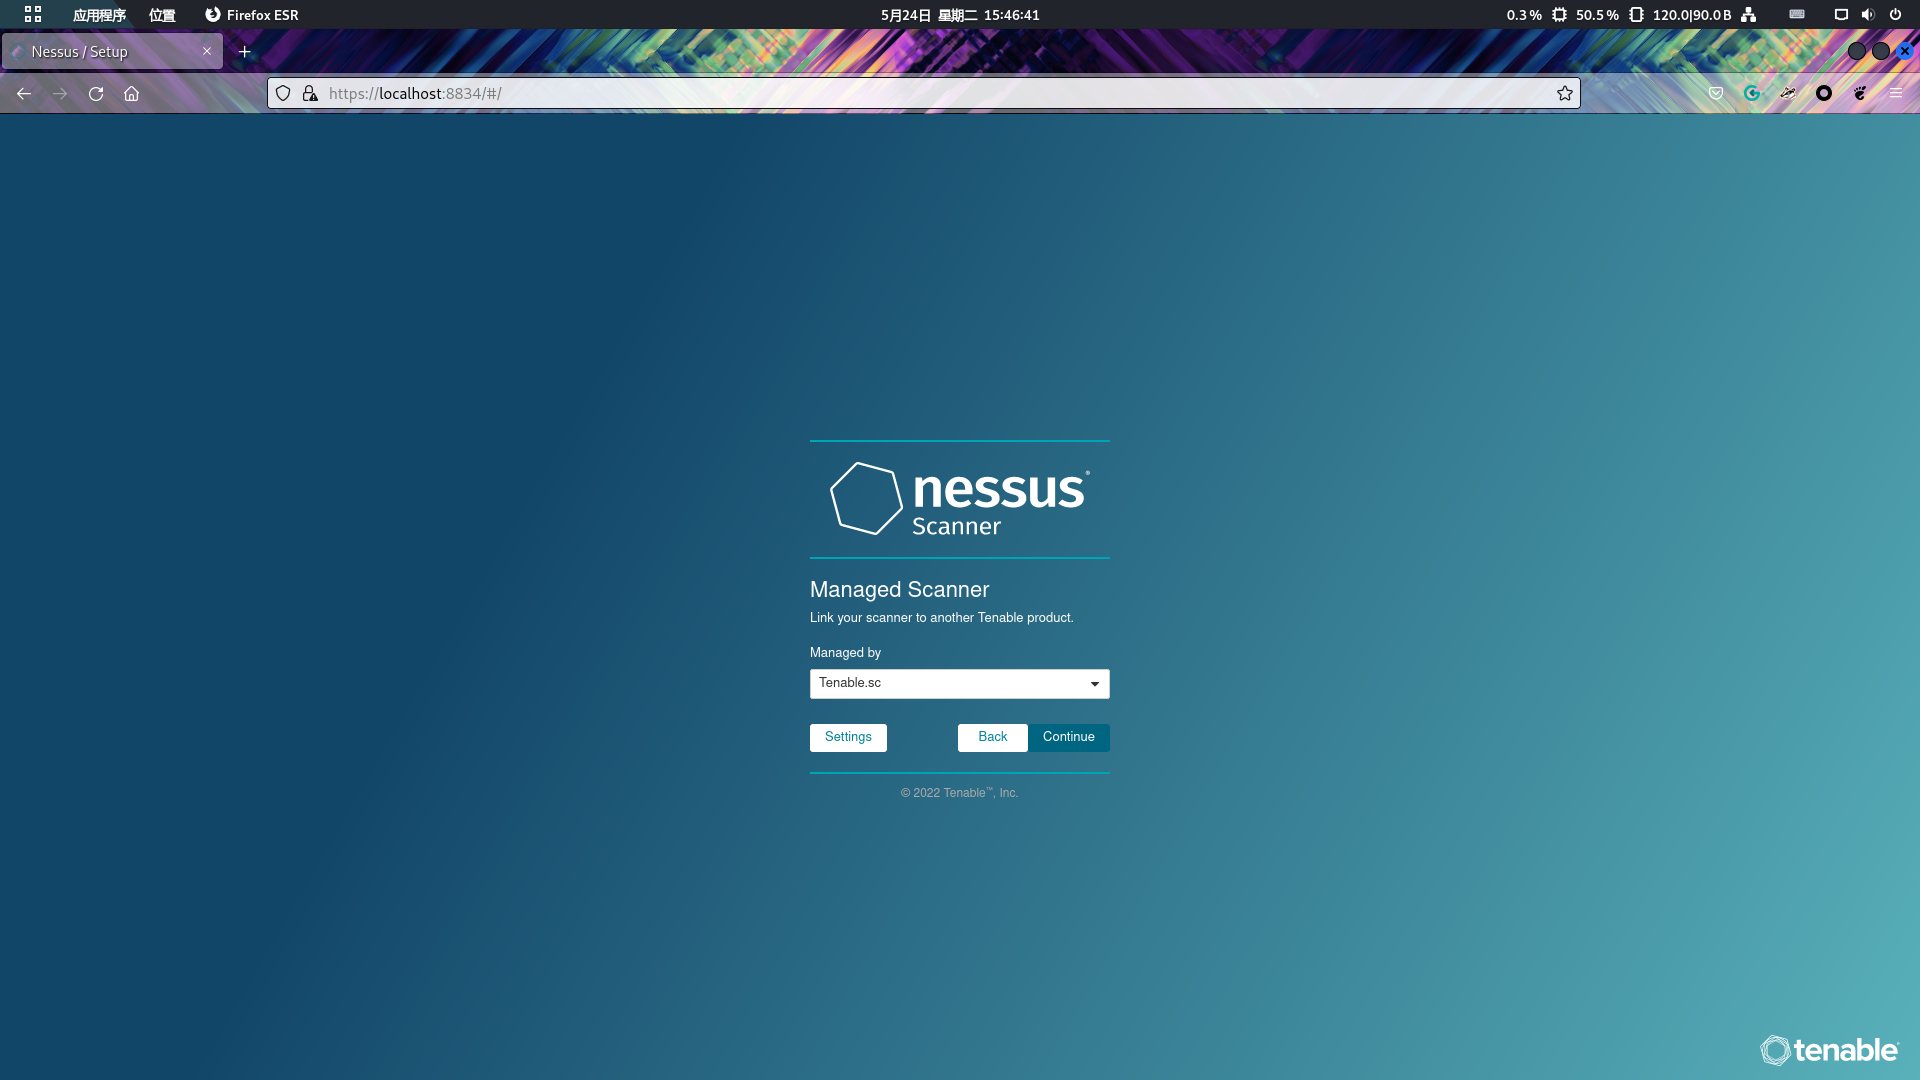 应用程序 位置 Firefox ESR 5月24日 星期二 15:46:41 0.3 % 50.5 % 120.0|90.0 B
Nessus / Setup
https://localhost:8834/#/
nessus®
Scanner
Managed Scanner
Link your scanner to another Tenable product.
Managed by
Tenable.sc
Settings Back Continue
© 2022 Tenable™, Inc.
tenable®